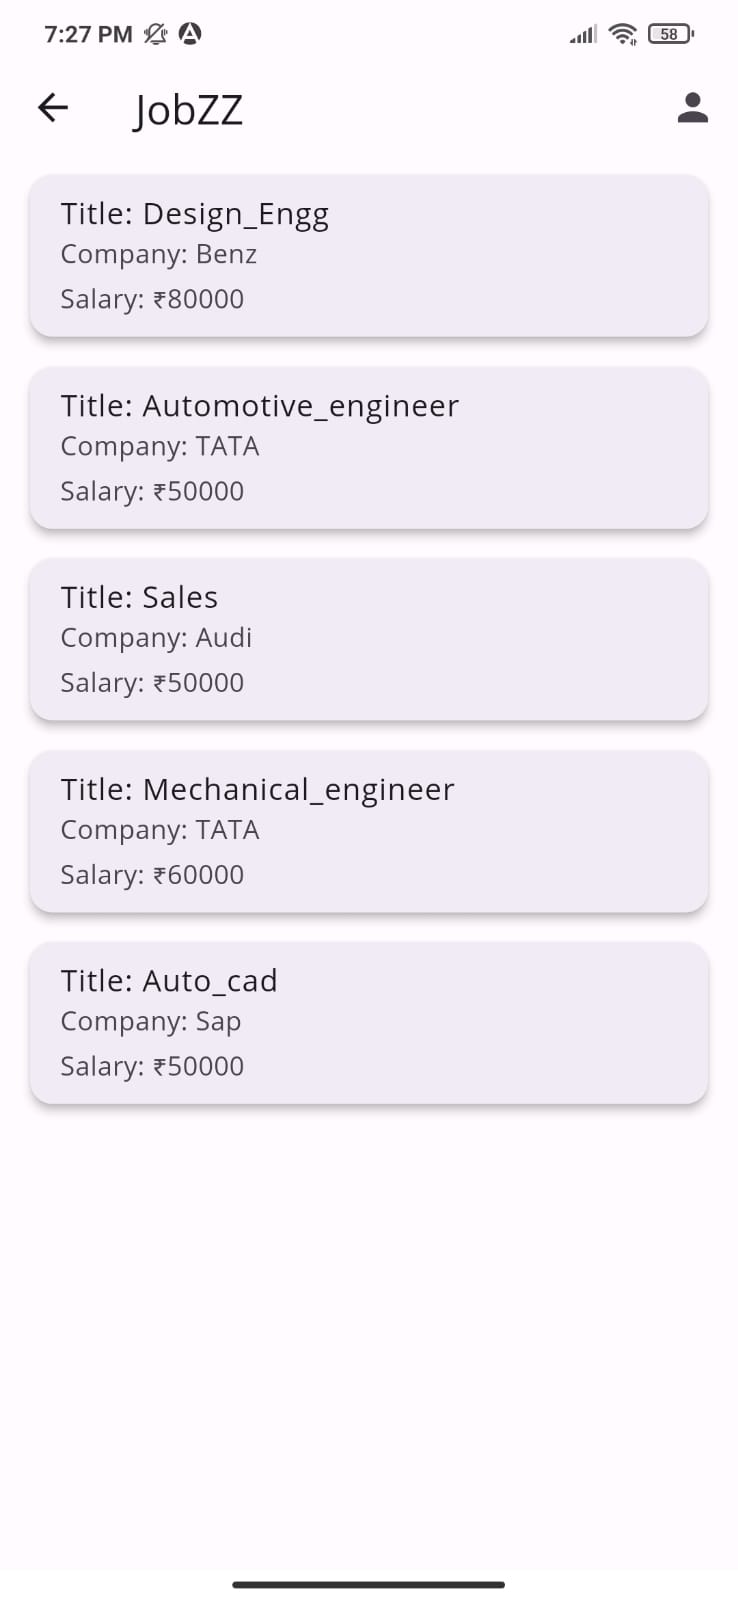 7:27 PM
58
JobZZ
Title: Design_Engg
Company: Benz
Salary: ₹80000
Title: Automotive_engineer
Company: TATA
Salary: ₹50000
Title: Sales
Company: Audi
Salary: ₹50000
Title: Mechanical_engineer
Company: TATA
Salary: ₹60000
Title: Auto_cad
Company: Sap
Salary: ₹50000